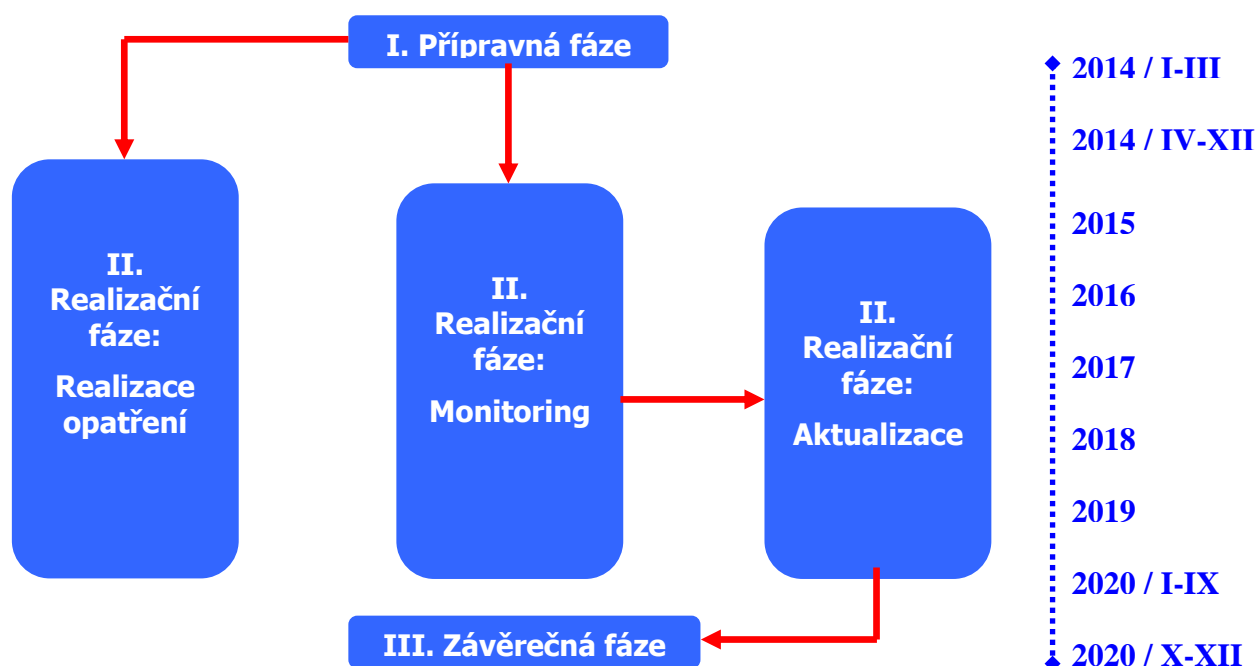 I. Přípravná fáze
II.
Realizační
fáze:
Realizace
opatření
II.
Realizační
fáze:
Monitoring
II.
Realizační
fáze:
Aktualizace
III. Závěrečná fáze
2014 / I-III
2014 / IV-XII
2015
2016
2017
2018
2019
2020 / I-IX
2020 / X-XII